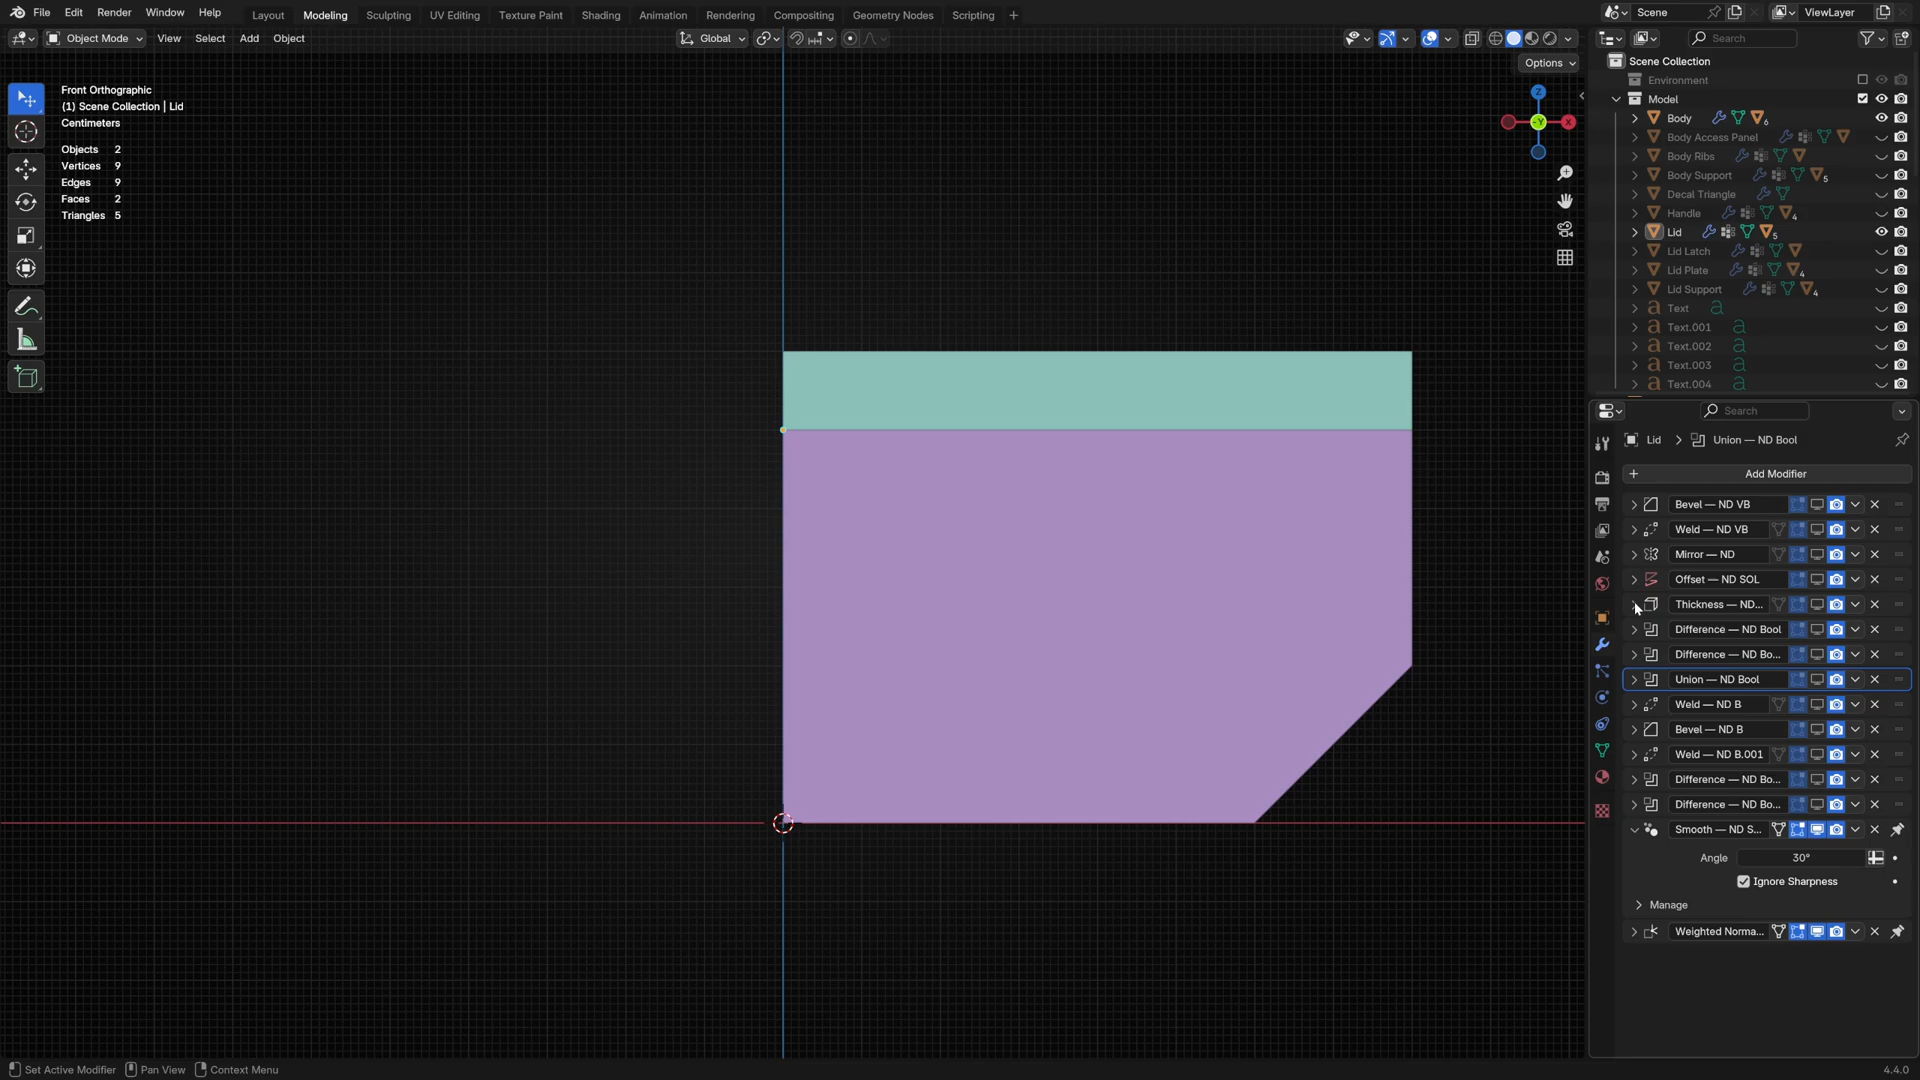 File Edit Render Window Help Layout Modeling Sculpting UV Editing Texture Paint Shading Animation Rendering Compositing Geometry Nodes Scripting Scene ViewLayer
Object Mode View Select Add Object Global Search
Options
Front Orthographic
(1) Scene Collection | Lid
Centimeters
Objects 2
Vertices 9
Edges 9
Faces 2
Triangles 5
Z
-Y X
Scene Collection
Environment
Model
Body 6
Body Access Panel
Body Ribs
Body Support 5
Decal Triangle
Handle 4
Lid 5
Lid Latch
Lid Plate 4
Lid Support 4
Text
Text.001
Text.002
Text.003
Text.004
Search
Lid Union — ND Bool
Add Modifier
Bevel — ND VB
Weld — ND VB
Mirror — ND
Offset — ND SOL
Thickness — ND...
Difference — ND Bool
Difference — ND Bo...
Union — ND Bool
Weld — ND B
Bevel — ND B
Weld — ND B.001
Difference — ND Bo...
Difference — ND Bo...
Smooth — ND S...
Angle 30°
Ignore Sharpness
Manage
Weighted Norma...
Set Active Modifier Pan View Context Menu 4.4.0